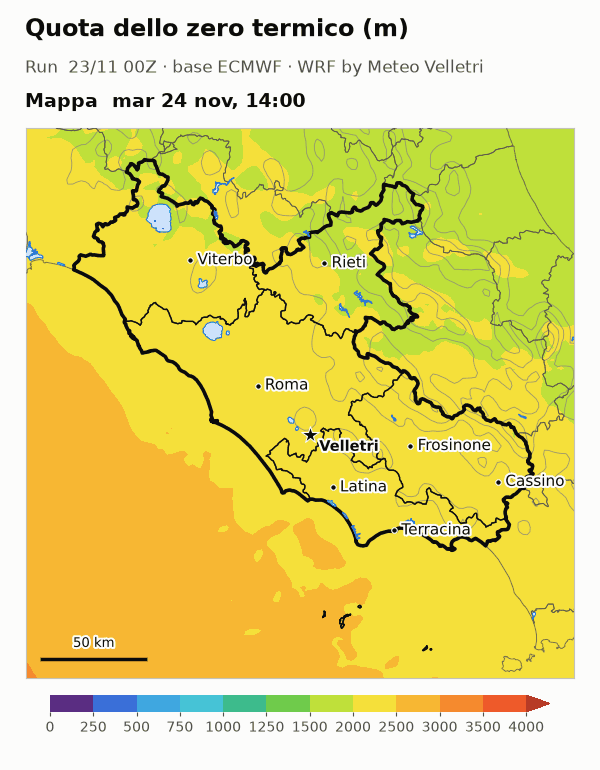 Quota dello zero termico (m)
Run 23/11 00Z · base ECMWF · WRF by Meteo Velletri
Mappa mar 24 nov, 14:00
Viterbo
Rieti
Roma
Velletri
Frosinone
Cassino
Latina
Terracina
50 km
0 250 500 750 1000 1250 1500 2000 2500 3000 3500 4000